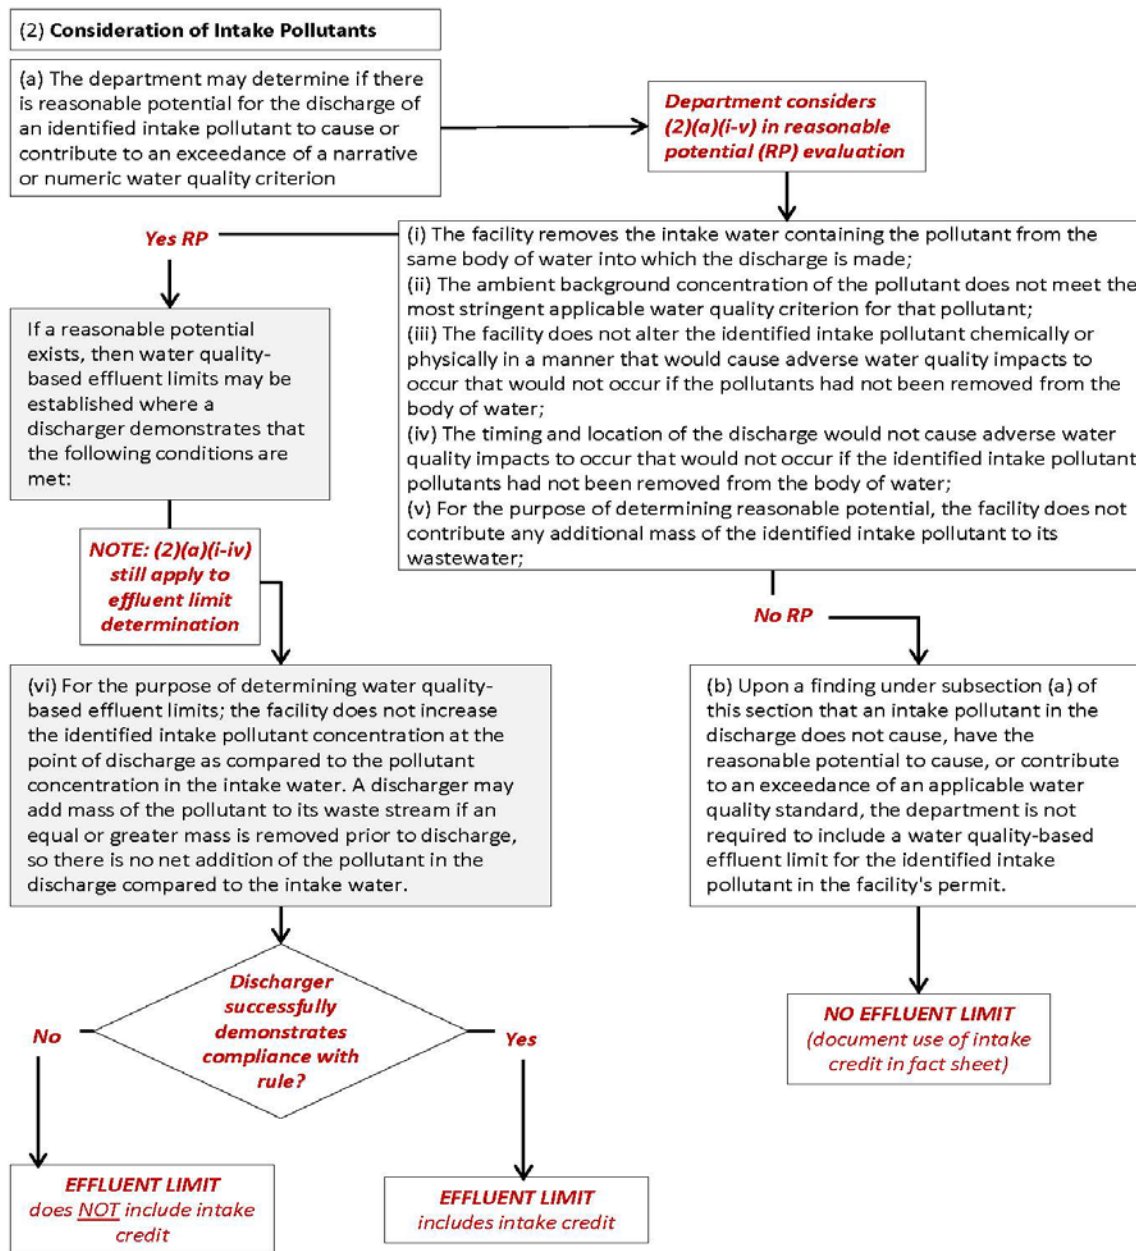 (2) Consideration of Intake Pollutants
(a) The department may determine if there
is reasonable potential for the discharge of
an identified intake pollutant to cause or
contribute to an exceedance of a narrative
or numeric water quality criterion
Department considers
(2)(a)(i-v) in reasonable
potential (RP) evaluation
Yes RP
(i) The facility removes the intake water containing the pollutant from the
same body of water into which the discharge is made;
(ii) The ambient background concentration of the pollutant does not meet the
most stringent applicable water quality criterion for that pollutant;
(iii) The facility does not alter the identified intake pollutant chemically or
physically in a manner that would cause adverse water quality impacts to
occur that would not occur if the pollutants had not been removed from the
body of water;
(iv) The timing and location of the discharge would not cause adverse water
quality impacts to occur that would not occur if the identified intake pollutant
pollutants had not been removed from the body of water;
(v) For the purpose of determining reasonable potential, the facility does not
contribute any additional mass of the identified intake pollutant to its
wastewater;
If a reasonable potential
exists, then water quality-
based effluent limits may be
established where a
discharger demonstrates that
the following conditions are
met:
NOTE: (2)(a)(i-iv)
still apply to
effluent limit
determination
No RP
(vi) For the purpose of determining water quality-
based effluent limits; the facility does not increase
the identified intake pollutant concentration at the
point of discharge as compared to the pollutant
concentration in the intake water. A discharger may
add mass of the pollutant to its waste stream if an
equal or greater mass is removed prior to discharge,
so there is no net addition of the pollutant in the
discharge compared to the intake water.
(b) Upon a finding under subsection (a) of
this section that an intake pollutant in the
discharge does not cause, have the
reasonable potential to cause, or contribute
to an exceedance of an applicable water
quality standard, the department is not
required to include a water quality-based
effluent limit for the identified intake
pollutant in the facility's permit.
Discharger
successfully
demonstrates
compliance with
rule?
No
Yes
NO EFFLUENT LIMIT
(document use of intake
credit in fact sheet)
EFFLUENT LIMIT
does NOT include intake
credit
EFFLUENT LIMIT
includes intake credit